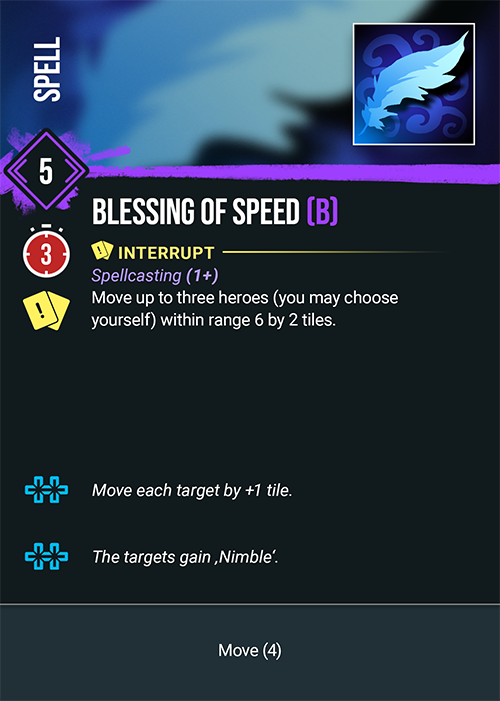 SPELL
5
BLESSING OF SPEED (B)
3
! INTERRUPT
Spellcasting (1+)
!
Move up to three heroes (you may choose
yourself) within range 6 by 2 tiles.
Move each target by +1 tile.
The targets gain ‚Nimble‘.
Move (4)